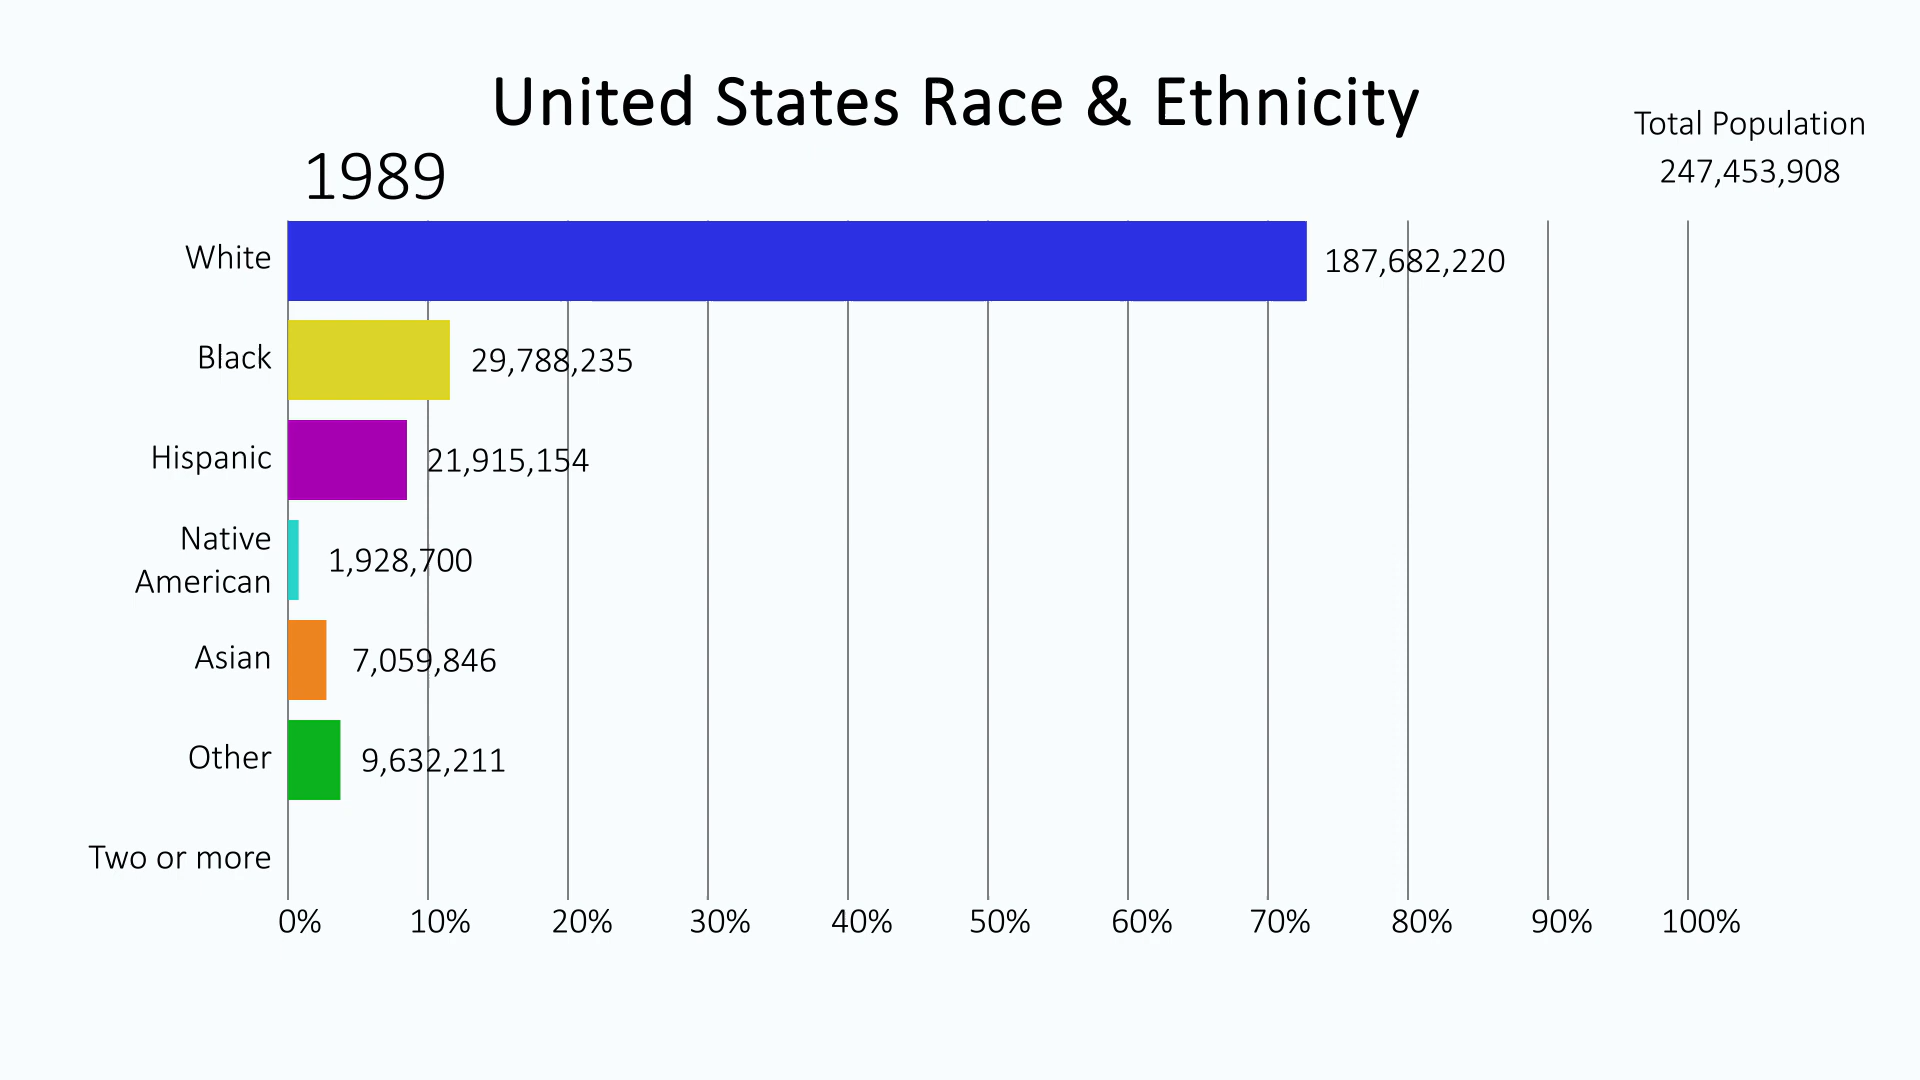 United States Race & Ethnicity
Total Population
247,453,908
1989
White
187,682,220
Black
29,788,235
Hispanic
21,915,154
Native
American
1,928,700
Asian
7,059,846
Other
9,632,211
Two or more
0% 10% 20% 30% 40% 50% 60% 70% 80% 90% 100%